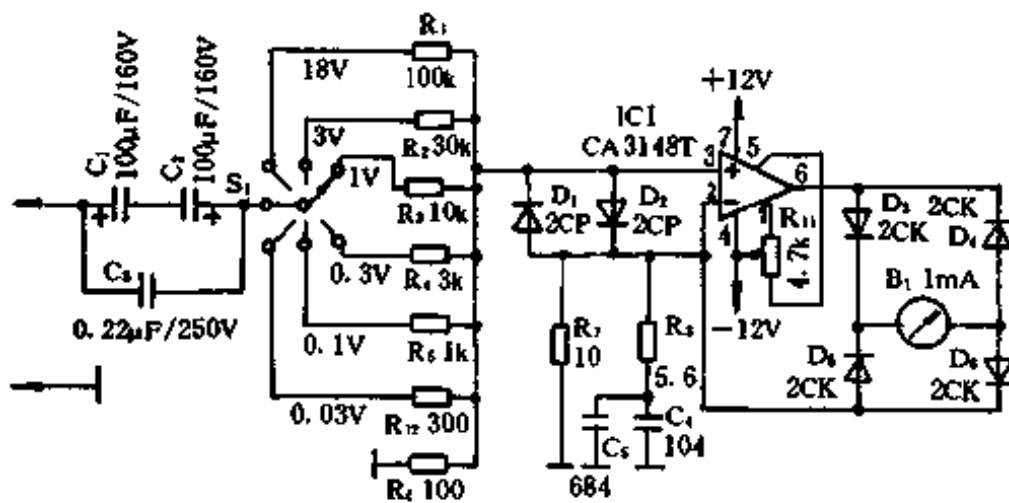 C₁
100μF/160V
C₂
100μF/160V
C₃
0.22μF/250V
S₁
18V
R₁
100k
3V
R₂ 30k
1V
R₃ 10k
0.3V
R₄ 3k
0.1V
R₅ 1k
0.03V
R₁₂ 300
R₆ 100
D₁
2CP
D₂
2CP
R₇
10
R₈
5.6
C₅
684
C₄
104
IC1
CA3148T
+12V
7
5
3
+
2
−
6
4
1
R₁₁
4.7k
−12V
D₃
2CK
2CK
D₄
B₁ 1mA
D₅
2CK
D₆
2CK